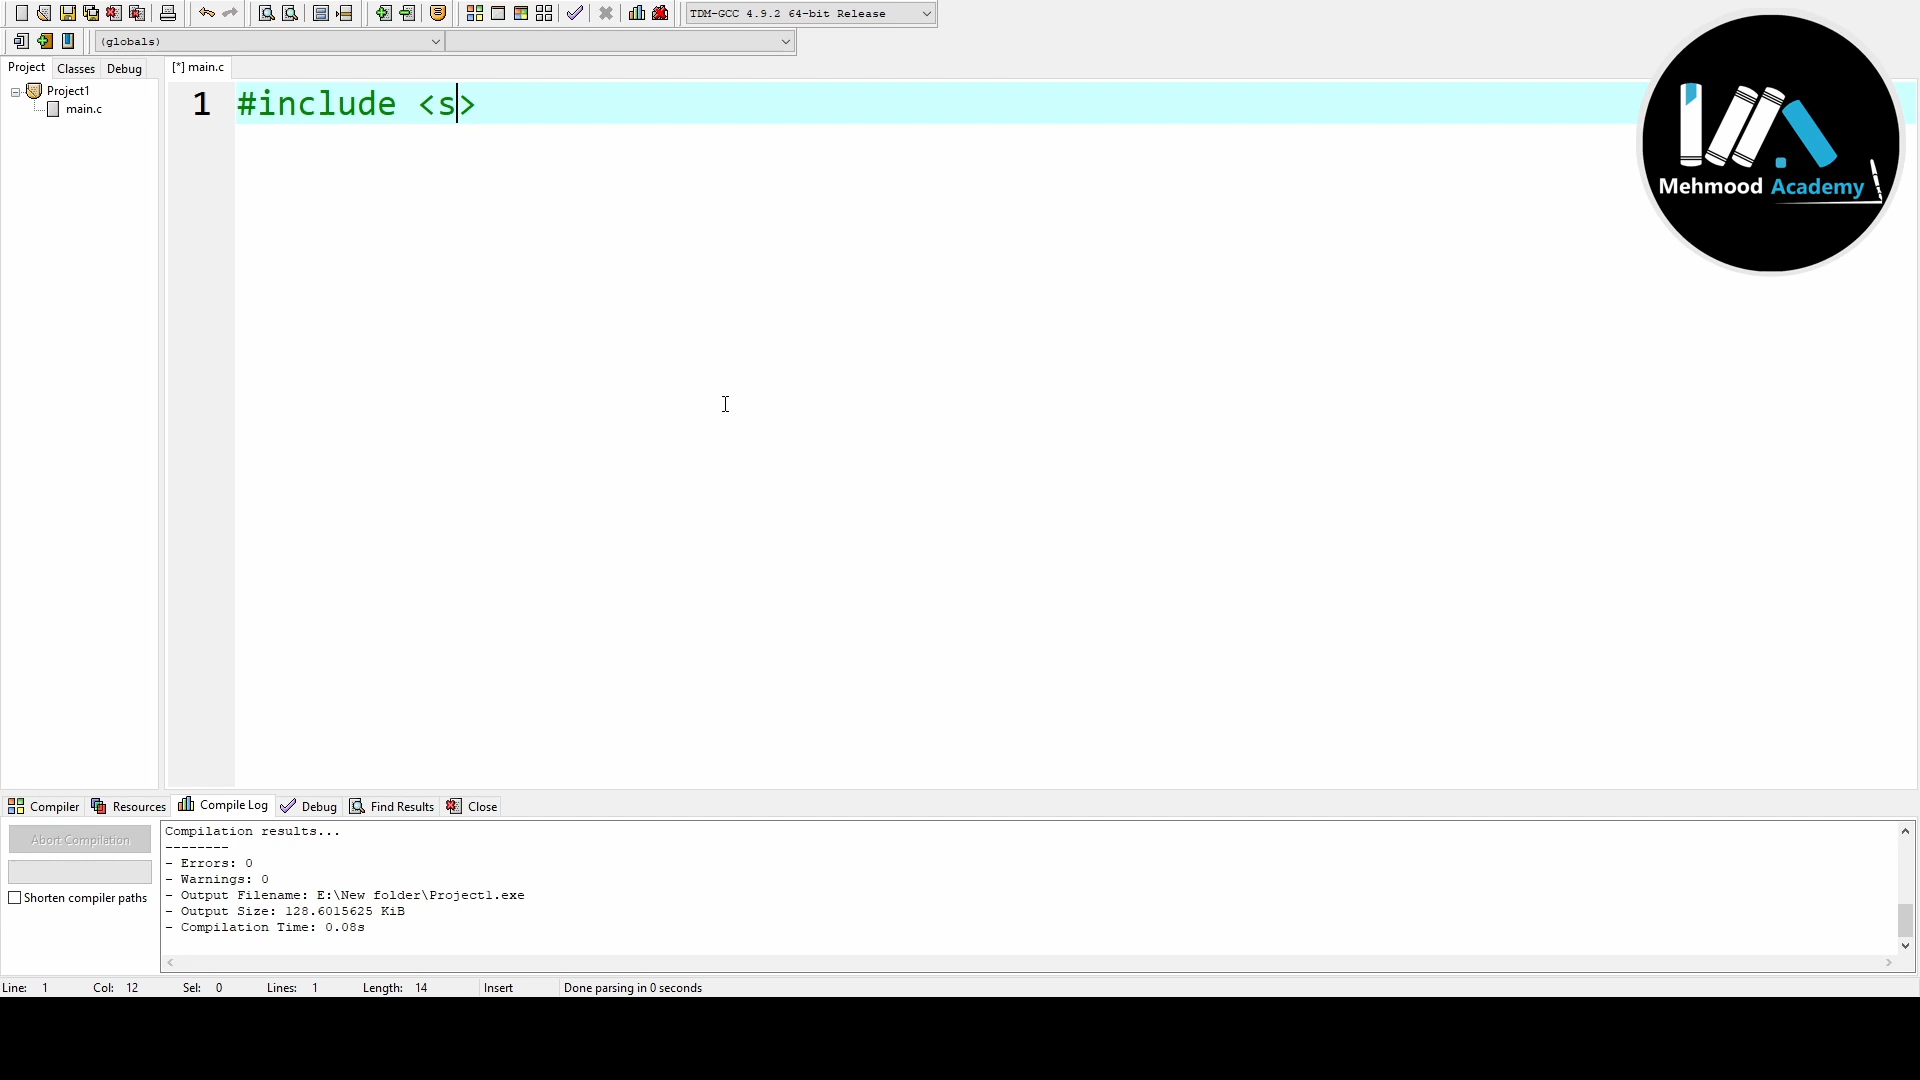 TDM-GCC 4.9.2 64-bit Release
(globals)
Project
Classes
Debug
[*] main.c
Project1
main.c
1
#include <s>
Mehmood Academy
Compiler
Resources
Compile Log
Debug
Find Results
Close
Abort Compilation
Shorten compiler paths
Compilation results...
--------
- Errors: 0
- Warnings: 0
- Output Filename: E:\New folder\Project1.exe
- Output Size: 128.6015625 KiB
- Compilation Time: 0.08s
Line: 1 Col: 12 Sel: 0 Lines: 1 Length: 14 Insert Done parsing in 0 seconds